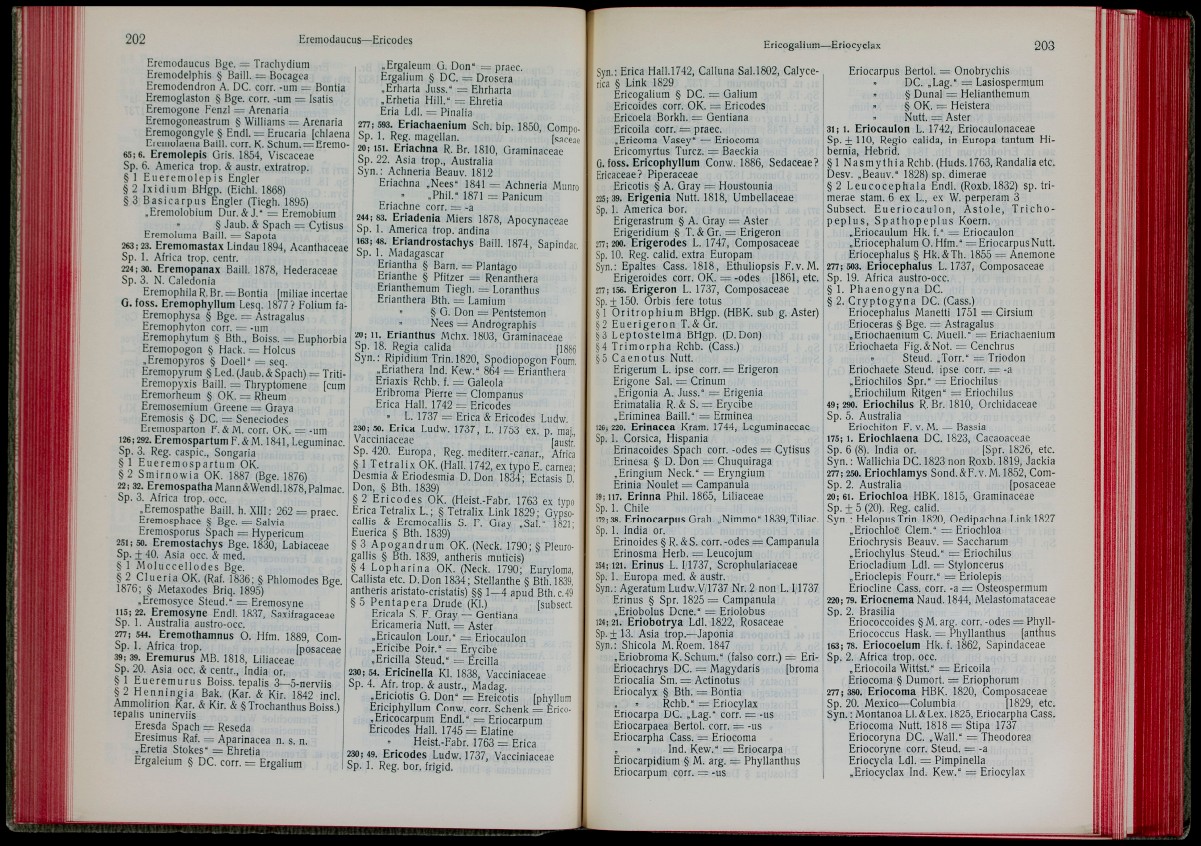 202
Eremodaucus—Ericodes
Eremodaucus Bge. = Trachydium
Eremodelphis § Baill. = Bocagea
Eremodendron A. DC. corr. -um = Bontia
Eremoglaston § Bge. corr. -um = Isatis
Eremogone Fenzl = Arenaria
Eremogoneastrum § Williams = Arenaria
Eremogongyle § Endl. = Erucaria [chlaena
Eremolaena Baill. corr. K. Schum. = Eremo-
65; 6. Eremolepis Gris. 1854, Viscaceae
Sp. 6. America trop. & austr. extratrop.
§ 1 Eueremolepis Engler
§ 2 Ixidium BHgp. (Eichl. 1868)
§ 3 Basicarpus Engler (Tiegh. 1895)
„Eremolobium Dur. & J.“ = Eremobium
„ § Jaub. & Spach = Cytisus
Eremoluma Baill. = Sapota
263; 23. Eremomastax Lindau 1894, Acanthaceae
Sp. 1. Africa trop. centr.
224; 30. Eremopanax Baill. 1878, Hederaceae
Sp. 3. N. Caledonia
Eremophila R. Br. = Bontia [miliae incertae
G. foss. Eremophyllum Lesq. 1877? Folium fa-
Eremophysa § Bge. = Astragalus
Eremophyton corr. = -um
Eremophytum § Bth., Boiss. = Euphorbia
Eremopogon § Hack. = Holcus
„Eremopyros § Doell“ = seq.
Eremopyrum § Led. (Jaub. & Spach) = Triti-
Eremopyxis Baill. = Thryptomene [cum
Eremorheum § OK. = Rheum
Eremosemium Greene = Graya
Eremosis § DC. = Seneciodes
Eremosparton F. & M. corr. OK. = -um
126; 292. Eremospartum F. & M. 1841, Leguminac.
Sp. 3. Reg. caspic., Songaria
§ 1 Eueremospartum OK.
§ 2 Smirnowia OK. 1887 (Bge. 1876)
22; 32. Eremospatha Mann & Wendl. 1878, Palmac.
Sp. 3. Africa trop. occ.
„Eremospathe Baill. h. XIII: 262 = praec.
Eremosphace § Bge. = Salvia
Eremosporus Spach = Hypericum
251; 50. Eremostachys Bge. 1830, Labiaceae
Sp. ± 40. Asia occ. & med.
§ 1 Moluccellodes Bge.
§ 2 Clueria OK. (Raf. 1836; § Phlomodes Bge.
1876; § Metaxodes Briq. 1895)
„Eremosyce Steud.“ = Eremosyne
115; 22. Eremosyne Endl. 1837, Saxifragaceae
Sp. 1. Australia austro-occ.
277; 544. Eremothamnus O. Hfm. 1889, Com-
Sp. 1. Africa trop. [posaceae
39; 39. Eremurus MB. 1818, Liliaceae
Sp. 20. Asia occ. & centr., India or.
§ 1 Eueremurus Boiss. tepalis 3—5-nerviis
§ 2 Henningia Bak. (Kar. & Kir. 1842 incl.
Ammolirion Kar. & Kir. & § Trochanthus Boiss.)
tepalis uninerviis
Eresda Spach = Reseda
Eresimus Raf. = Aparinacea n. s. n.
„Eretia Stokes“ = Ehretia
Ergaleium § DC. corr. = Ergalium
„Ergaleum G. Don“ = praec.
Ergalium § DC. = Drosera
„Erharta Juss.“ = Ehrharta
„Erhetia Hill.“ = Ehretia
Eria Ldl. = Pinalia
277; 593. Eriachaenium Sch. bip. 1850, Compo-
Sp. 1. Reg. magellan. [saceae
20; 151. Eriachna R. Br. 1810, Graminaceae
Sp. 22. Asia trop., Australia
Syn.: Achneria Beauv. 1812
Eriachna „Nees“ 1841 = Achneria Munro
„ „Phil.“ 1871 = Panicum
Eriachne corr. = -a
244; 83. Eriadenia Miers 1878, Apocynaceae
Sp. 1. America trop. andina
163; 48. Eriandrostachys Baill. 1874, Sapindac.
Sp. 1. Madagascar
Eriantha § Barn. = Plantago
Erianthe § Pfitzer = Renanthera
Erianthemum Tiegh. = Loranthus
Erianthera Bth. = Lamium
„ § G. Don = Pentstemon
„ Nees = Andrographis
20; 11. Erianthus Mchx. 1803, Graminaceae
Sp. 18. Regia calida [1886
Syn.: Ripidium Trin. 1820, Spodiopogon Fourn.
„Eriathera Ind. Kew.“ 864 = Erianthera
Eriaxis Rchb. f. = Galeola
Eribroma Pierre = Clompanus
Erica Hall. 1742 = Ericodes
„ L. 1737 = Erica & Ericodes Ludw.
230; 50. Erica Ludw. 1737, L. 1753 ex. p. maj.,
Vacciniaceae [austr.
Sp. 420. Europa, Reg. mediterr.-canar., Africa
§ 1 Tetralix OK. (Hall. 1742, ex typo E. carnea;
Desmia & Eriodesmia D. Don 1834; Ectasis D.
Don, § Bth. 1839)
§ 2 Ericodes OK. (Heist.-Fabr. 1763 ex typo
Erica Tetralix L.; § Tetralix Link 1829; Gypso-
callis & Eremocallis S. F. Gray „Sal.“ 1821;
Euerica § Bth. 1839)
§ 3 Apogandrum OK. (Neck. 1790; § Pleuro-
gallis § Bth. 1839, antheris muticis)
§ 4 Lopharina OK. (Neck. 1790; Euryloma,
Callista etc. D. Don 1834; Stellanthe § Bth. 1839,
antheris aristato-cristatis) §§ 1—4 apud Bth. c. 49
§ 5 Pentapera Drude (Kl.) [subsect.
Ericala S. F. Gray = Gentiana
Ericameria Nutt. = Aster
„Ericaulon Lour.“ = Eriocaulon
„Ericibe Poir.“ = Erycibe
„Ericilla Steud.“ = Ercilla
230; 54. Ericinella Kl. 1838, Vacciniaceae
Sp. 4. Afr. trop. & austr., Madag.
„Ericiotis G. Don“ = Ereicotis [phyllum
Ericiphyllum Conw. corr. Schenk = Erico-
„Ericocarpum Endl.“ = Eriocarpum
Ericodes Hall. 1745 = Elatine
„ Heist.-Fabr. 1763 = Erica
230; 49. Ericodes Ludw. 1737, Vacciniaceae
Sp. 1. Reg. bor. frigid.
Ericogalium—Eriocyclax
203
Syn.: Erica Hall. 1742, Calluna Sal. 1802, Calyce-
rica § Link 1829
Ericogalium § DC. = Galium
Ericoides corr. OK. = Ericodes
Ericoela Borkh. = Gentiana
Ericoila corr. = praec.
„Ericoma Vasey“ = Eriocoma
Ericomyrtus Turcz. = Baeckia
G. foss. Ericophyllum Conw. 1886, Sedaceae?
Ericaceae? Piperaceae
Ericotis § A. Gray = Houstounia
225; 39. Erigenia Nutt. 1818, Umbellaceae
Sp. 1. America bor.
Erigerastrum § A. Gray = Aster
Erigeridium § T. & Gr. = Erigeron
277; 200. Erigerodes L. 1747, Composaceae
Sp. 10. Reg. calid. extra Europam
Syn.: Epaltes Cass. 1818, Ethuliopsis F. v. M.
Erigeroides corr. OK. = -odes [1861, etc.
277; 156. Erigeron L. 1737, Composaceae
Sp. ± 150. Orbis fere totus
§ 1 Oritrophium BHgp. (HBK. sub g. Aster)
§ 2 Euerigeron T. & Gr.
§ 3 Leptostelma BHgp. (D. Don)
§ 4 Trimorpha Rchb. (Cass.)
§ 5 Caenotus Nutt.
Erigerum L. ipse corr. = Erigeron
Erigone Sal. = Crinum
„Erigonia A. Juss.“ = Erigenia
Erimatalia R. & S. = Erycibe
„Eriminea Baill.“ = Erminea
126; 220. Erinacea Kram. 1744, Leguminaceae
Sp. 1. Corsica, Hispania
Erinacoides Spach corr. -odes = Cytisus
Erinesa § D. Don = Chuquiraga
„Eringium Neck.“ = Eryngium
Erinia Noulet = Campanula
39; 117. Erinna Phil. 1865, Liliaceae
Sp. 1. Chile
179; 38. Erinocarpus Grah. „Nimmo“ 1839, Tiliac.
Sp. 1. India or.
Erinoides § R. & S. corr. -odes = Campanula
Erinosma Herb. = Leucojum
254; 121. Erinus L. I|1737, Scrophulariaceae
Sp. 1. Europa med. & austr.
Syn.: Ageratum Ludw. V|1737 Nr. 2 non L. I|1737
Erinus § Spr. 1825 = Campanula
„Eriobolus Dcne.“ = Eriolobus
124; 21. Eriobotrya Ldl. 1822, Rosaceae
Sp. ± 13. Asia trop.—Japonia
Syn.: Shicola M. Roem. 1847
„Eriobroma K. Schum.“ (falso corr.) = Eri-
Eriocachrys DC. = Magydaris [broma
Eriocalia Sm. = Actinotus
Eriocalyx § Bth. = Bontia
„ „ Rchb.“ = Eriocylax
Eriocarpa DC. „Lag.“ corr. = -us
Eriocarpaea Bertol. corr. = -us
Eriocarpha Cass. = Eriocoma
„ „ Ind. Kew.“ = Eriocarpa
Eriocarpidium § M. arg. = Phyllanthus
Eriocarpum corr. = -us
Eriocarpus Bertol. = Onobrychis
„ DC. „Lag.“ = Lasiospermum
„ § Dunal = Helianthemum
„ § OK. = Heistera
„ Nutt. = Aster
31; 1. Eriocaulon L. 1742, Eriocaulonaceae
Sp. ± 110, Regio calida, in Europa tantum Hi-
bernia, Hebrid.
§ 1 Nasmythia Rchb. (Huds. 1763, Randalia etc.
Desv. „Beauv.“ 1828) sp. dimerae
§ 2 Leucocephala Endl. (Roxb. 1832) sp. tri-
merae stam. 6 ex L., ex W. perperam 3
Subsect. Eueriocaulon, Astole, Tricho-
peplus, Spathopeplus Koern.
„Eriocaulum Hk. f.“ = Eriocaulon
„Eriocephalum O. Hfm.“ = Eriocarpus Nutt.
Eriocephalus § Hk. & Th. 1855 = Anemone
277; 503. Eriocephalus L. 1737, Composaceae
Sp. 19. Africa austro-occ.
§ 1. Phaenogyna DC.
§ 2. Cryptogyna DC. (Cass.)
Eriocephalus Manetti 1751 = Cirsium
Erioceras § Bge. = Astragalus
„Eriochaenium C. Muell.“ = Eriachaenium
Eriochaeta Fig. & Not. = Cenchrus
„ Steud. „Torr.“ = Triodon
Eriochaete Steud. ipse corr. = -a
„Eriochilos Spr.“ = Eriochilus
„Eriochilum Ritgen“ = Eriochilus
49; 290. Eriochilus R. Br. 1810, Orchidaceae
Sp. 5. Australia
Eriochiton F. v. M. = Bassia
175; 1. Eriochlaena DC. 1823, Cacaoaceae
Sp. 6 (8). India or. [Spr. 1826, etc.
Syn.: Wallichia DC. 1823 non Roxb. 1819, Jackia
277; 250. Eriochlamys Sond. & F. v. M. 1852, Com-
Sp. 2. Australia [posaceae
20; 61. Eriochloa HBK. 1815, Graminaceae
Sp. ± 5 (20). Reg. calid.
Syn.: Helopus Trin. 1820, Oedipachna Link 1827
„Eriochloë Clem.“ = Eriochloa
Eriochrysis Beauv. = Saccharum
„Eriochylus Steud.“ = Eriochilus
Eriocladium Ldl. = Styloncerus
„Erioclepis Fourr.“ = Eriolepis
Eriocline Cass. corr. -a = Osteospermum
220; 79. Eriocnema Naud. 1844, Melastomataceae
Sp. 2. Brasilia
Eriococcoides § M. arg. corr. -odes = Phyll-
Eriococcus Hask. = Phyllanthus [anthus
163; 78. Eriocoelum Hk. f. 1862, Sapindaceae
Sp. 2. Africa trop. occ.
„Eriocoila Wittst.“ = Ericoila
Eriocoma § Dumort. = Eriophorum
277; 380. Eriocoma HBK. 1820, Composaceae
Sp. 20. Mexico—Columbia [1829, etc.
Syn.: Montanoa Ll. & Lex. 1825, Eriocarpha Cass.
Eriocoma Nutt. 1818 = Stipa 1737
Eriocoryna DC. „Wall.“ = Theodorea
Eriocoryne corr. Steud. = -a
Eriocycla Ldl. = Pimpinella
„Eriocyclax Ind. Kew.“ = Eriocylax